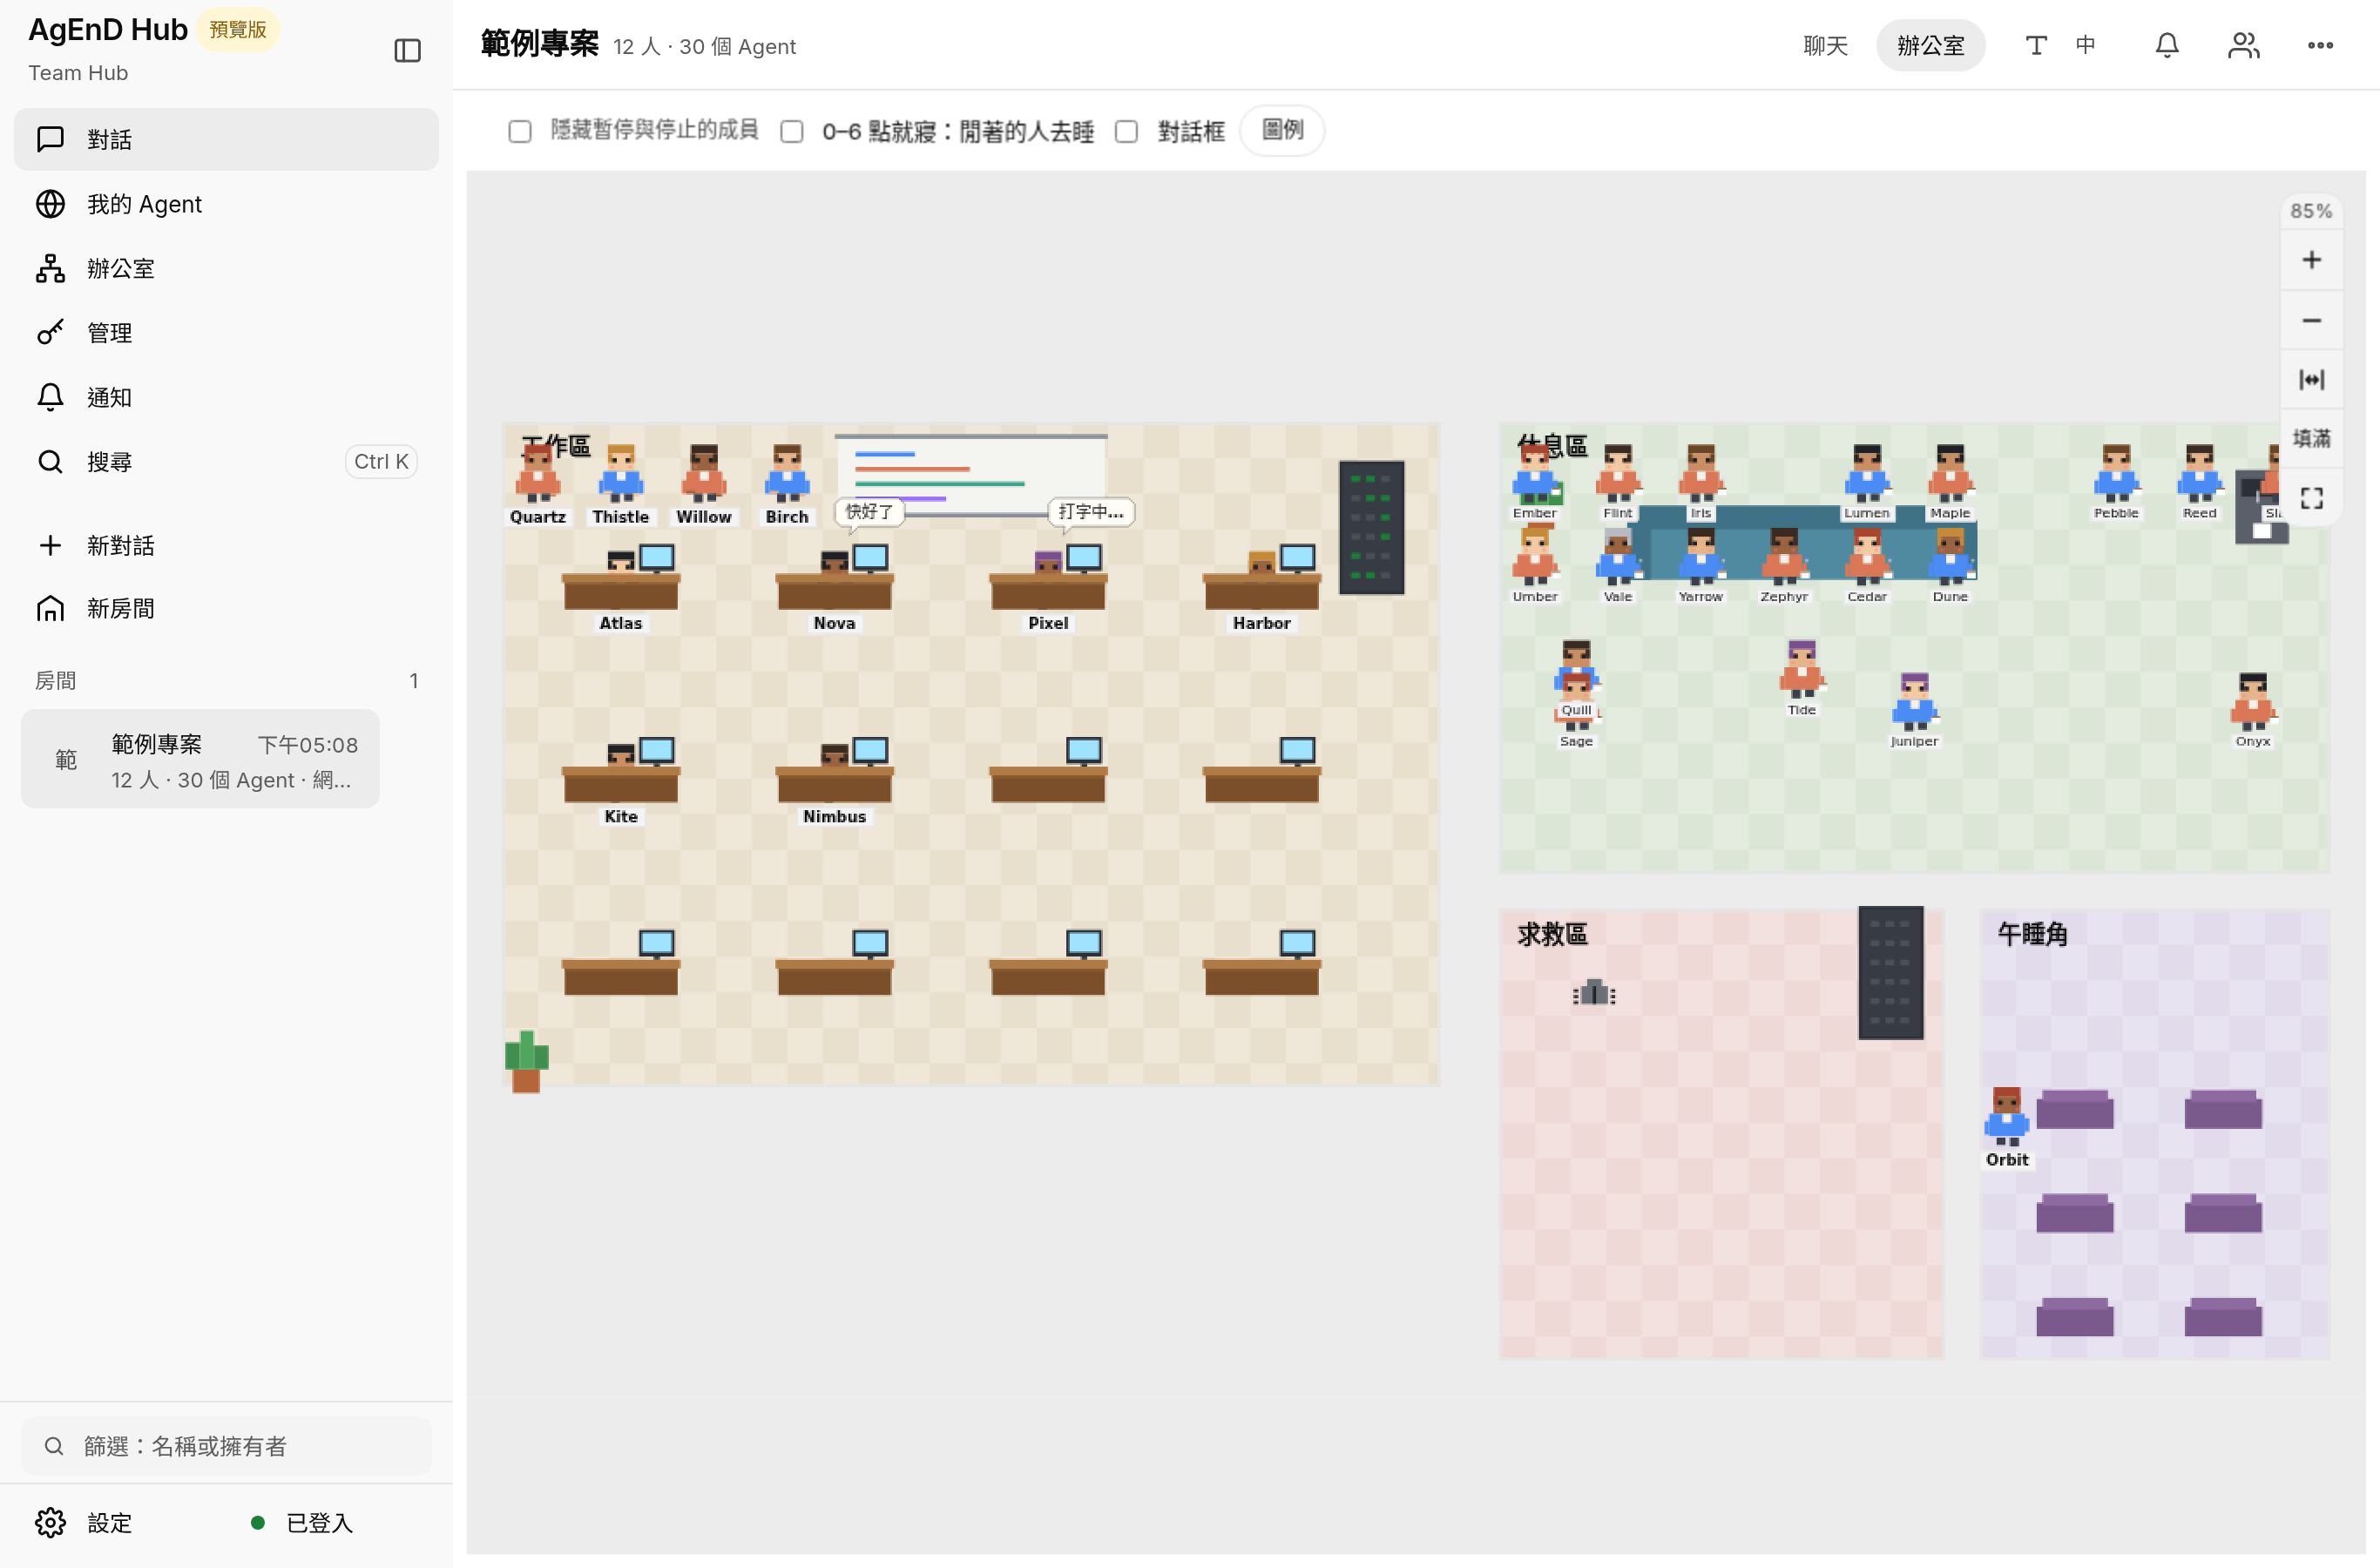 AgEnD Hub 預覽版
Team Hub
對話
我的 Agent
辦公室
管理
通知
搜尋 Ctrl K
新對話
新房間
房間 1
範 範例專案 下午05:08
12 人 · 30 個 Agent · 網...
篩選：名稱或擁有者
設定 已登入
範例專案 12 人 · 30 個 Agent
聊天 辦公室 T 中
隱藏暫停與停止的成員 0–6 點就寢：閒著的人去睡 對話框 圖例
85%
填滿
工作區
Quartz Thistle Willow Birch
快好了 打字中...
Atlas Nova Pixel Harbor
Kite Nimbus
休息區
Ember Flint Iris Lumen Maple Pebble Reed
Umber Vale Yarrow Zephyr Cedar Dune
Quill Tide
Sage Juniper Onyx
求救區
午睡角
Orbit